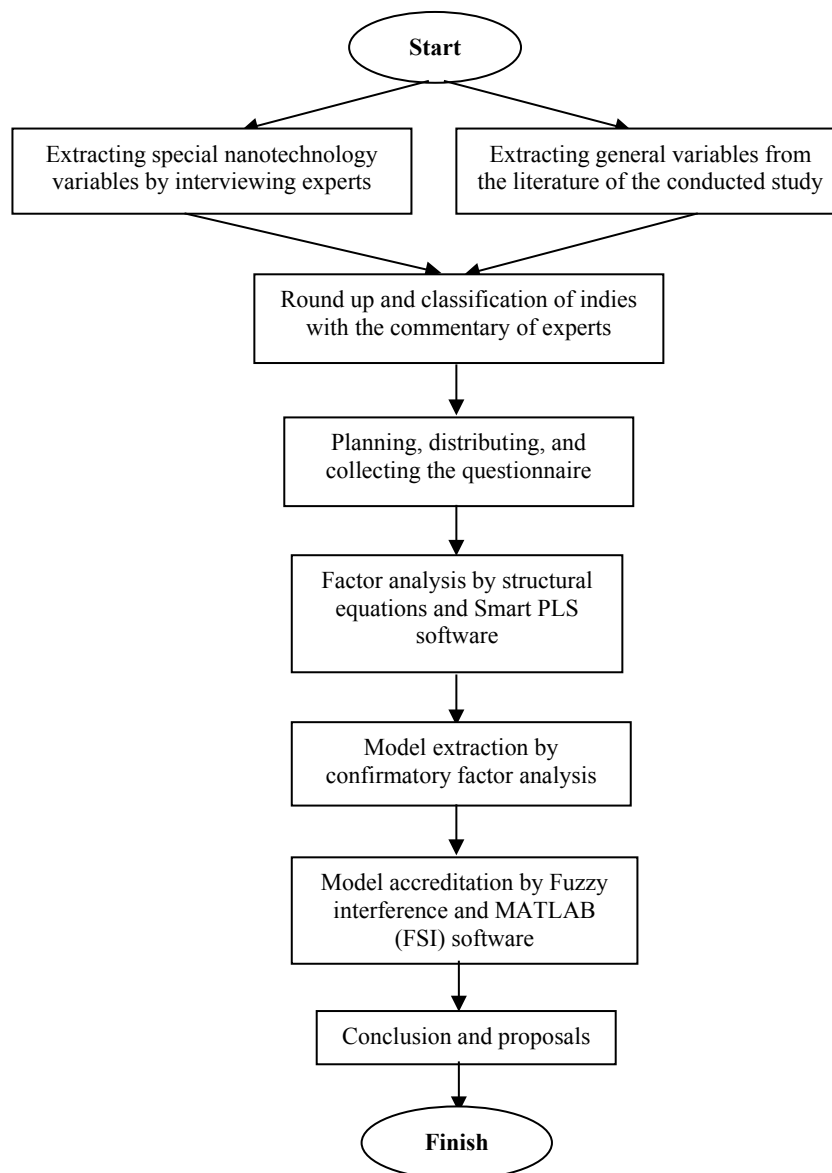 Start
Extracting special nanotechnology
variables by interviewing experts
Extracting general variables from
the literature of the conducted study
Round up and classification of indies
with the commentary of experts
Planning, distributing, and
collecting the questionnaire
Factor analysis by structural
equations and Smart PLS
software
Model extraction by
confirmatory factor analysis
Model accreditation by Fuzzy
interference and MATLAB
(FSI) software
Conclusion and proposals
Finish